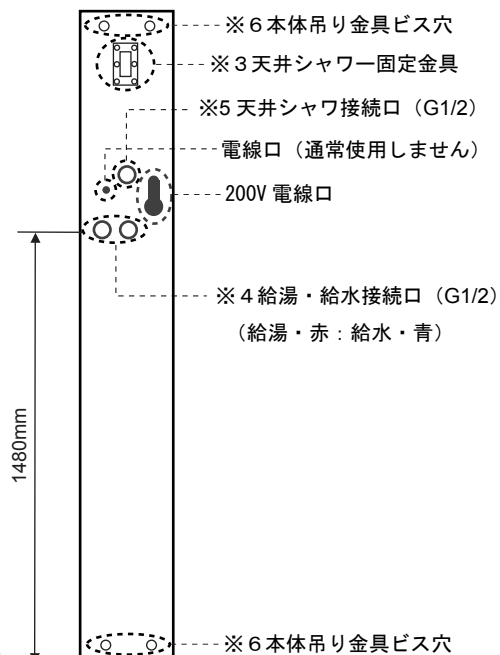 ※６本体吊り金具ビス穴
※３天井シャワー固定金具
※5 天井シャワ接続口（G1/2）
電線口（通常使用しません）
200V 電線口
※４給湯・給水接続口（G1/2）
（給湯・赤：給水・青）
1480mm
※６本体吊り金具ビス穴